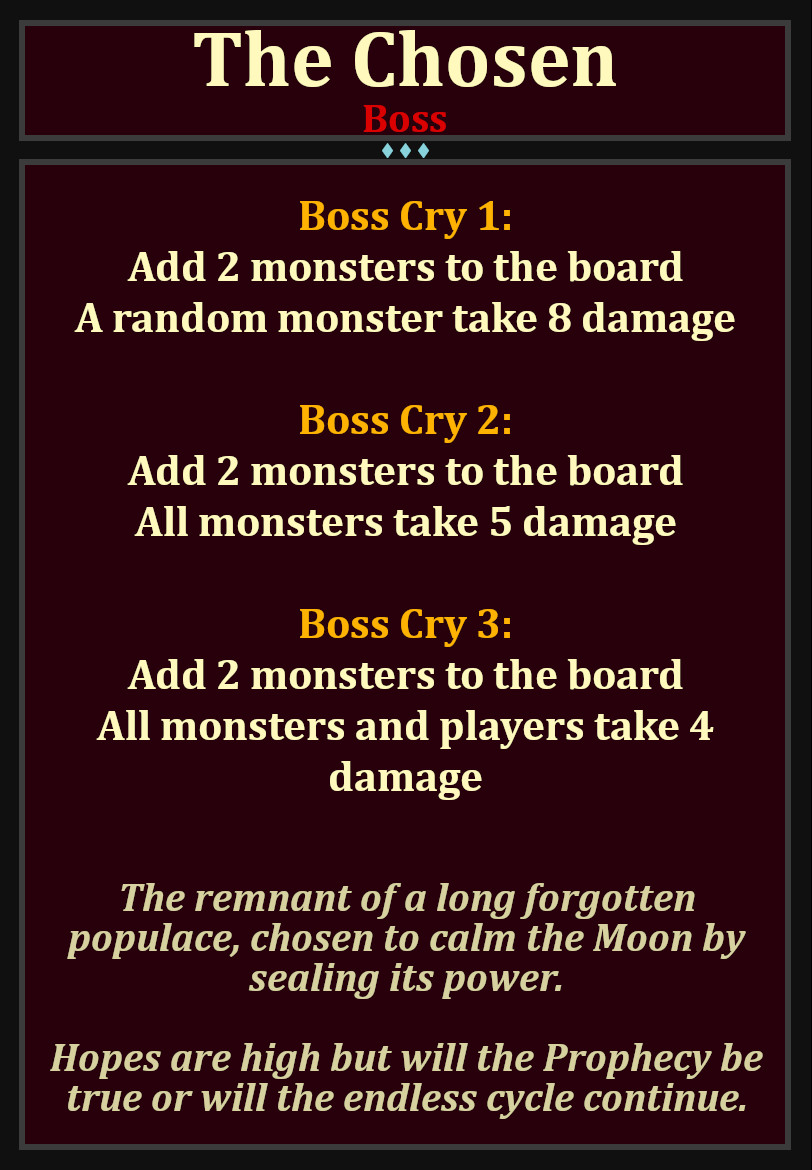 The Chosen
Boss
Boss Cry 1:
Add 2 monsters to the board
A random monster take 8 damage
Boss Cry 2:
Add 2 monsters to the board
All monsters take 5 damage
Boss Cry 3:
Add 2 monsters to the board
All monsters and players take 4
damage
The remnant of a long forgotten
populace, chosen to calm the Moon by
sealing its power.
Hopes are high but will the Prophecy be
true or will the endless cycle continue.